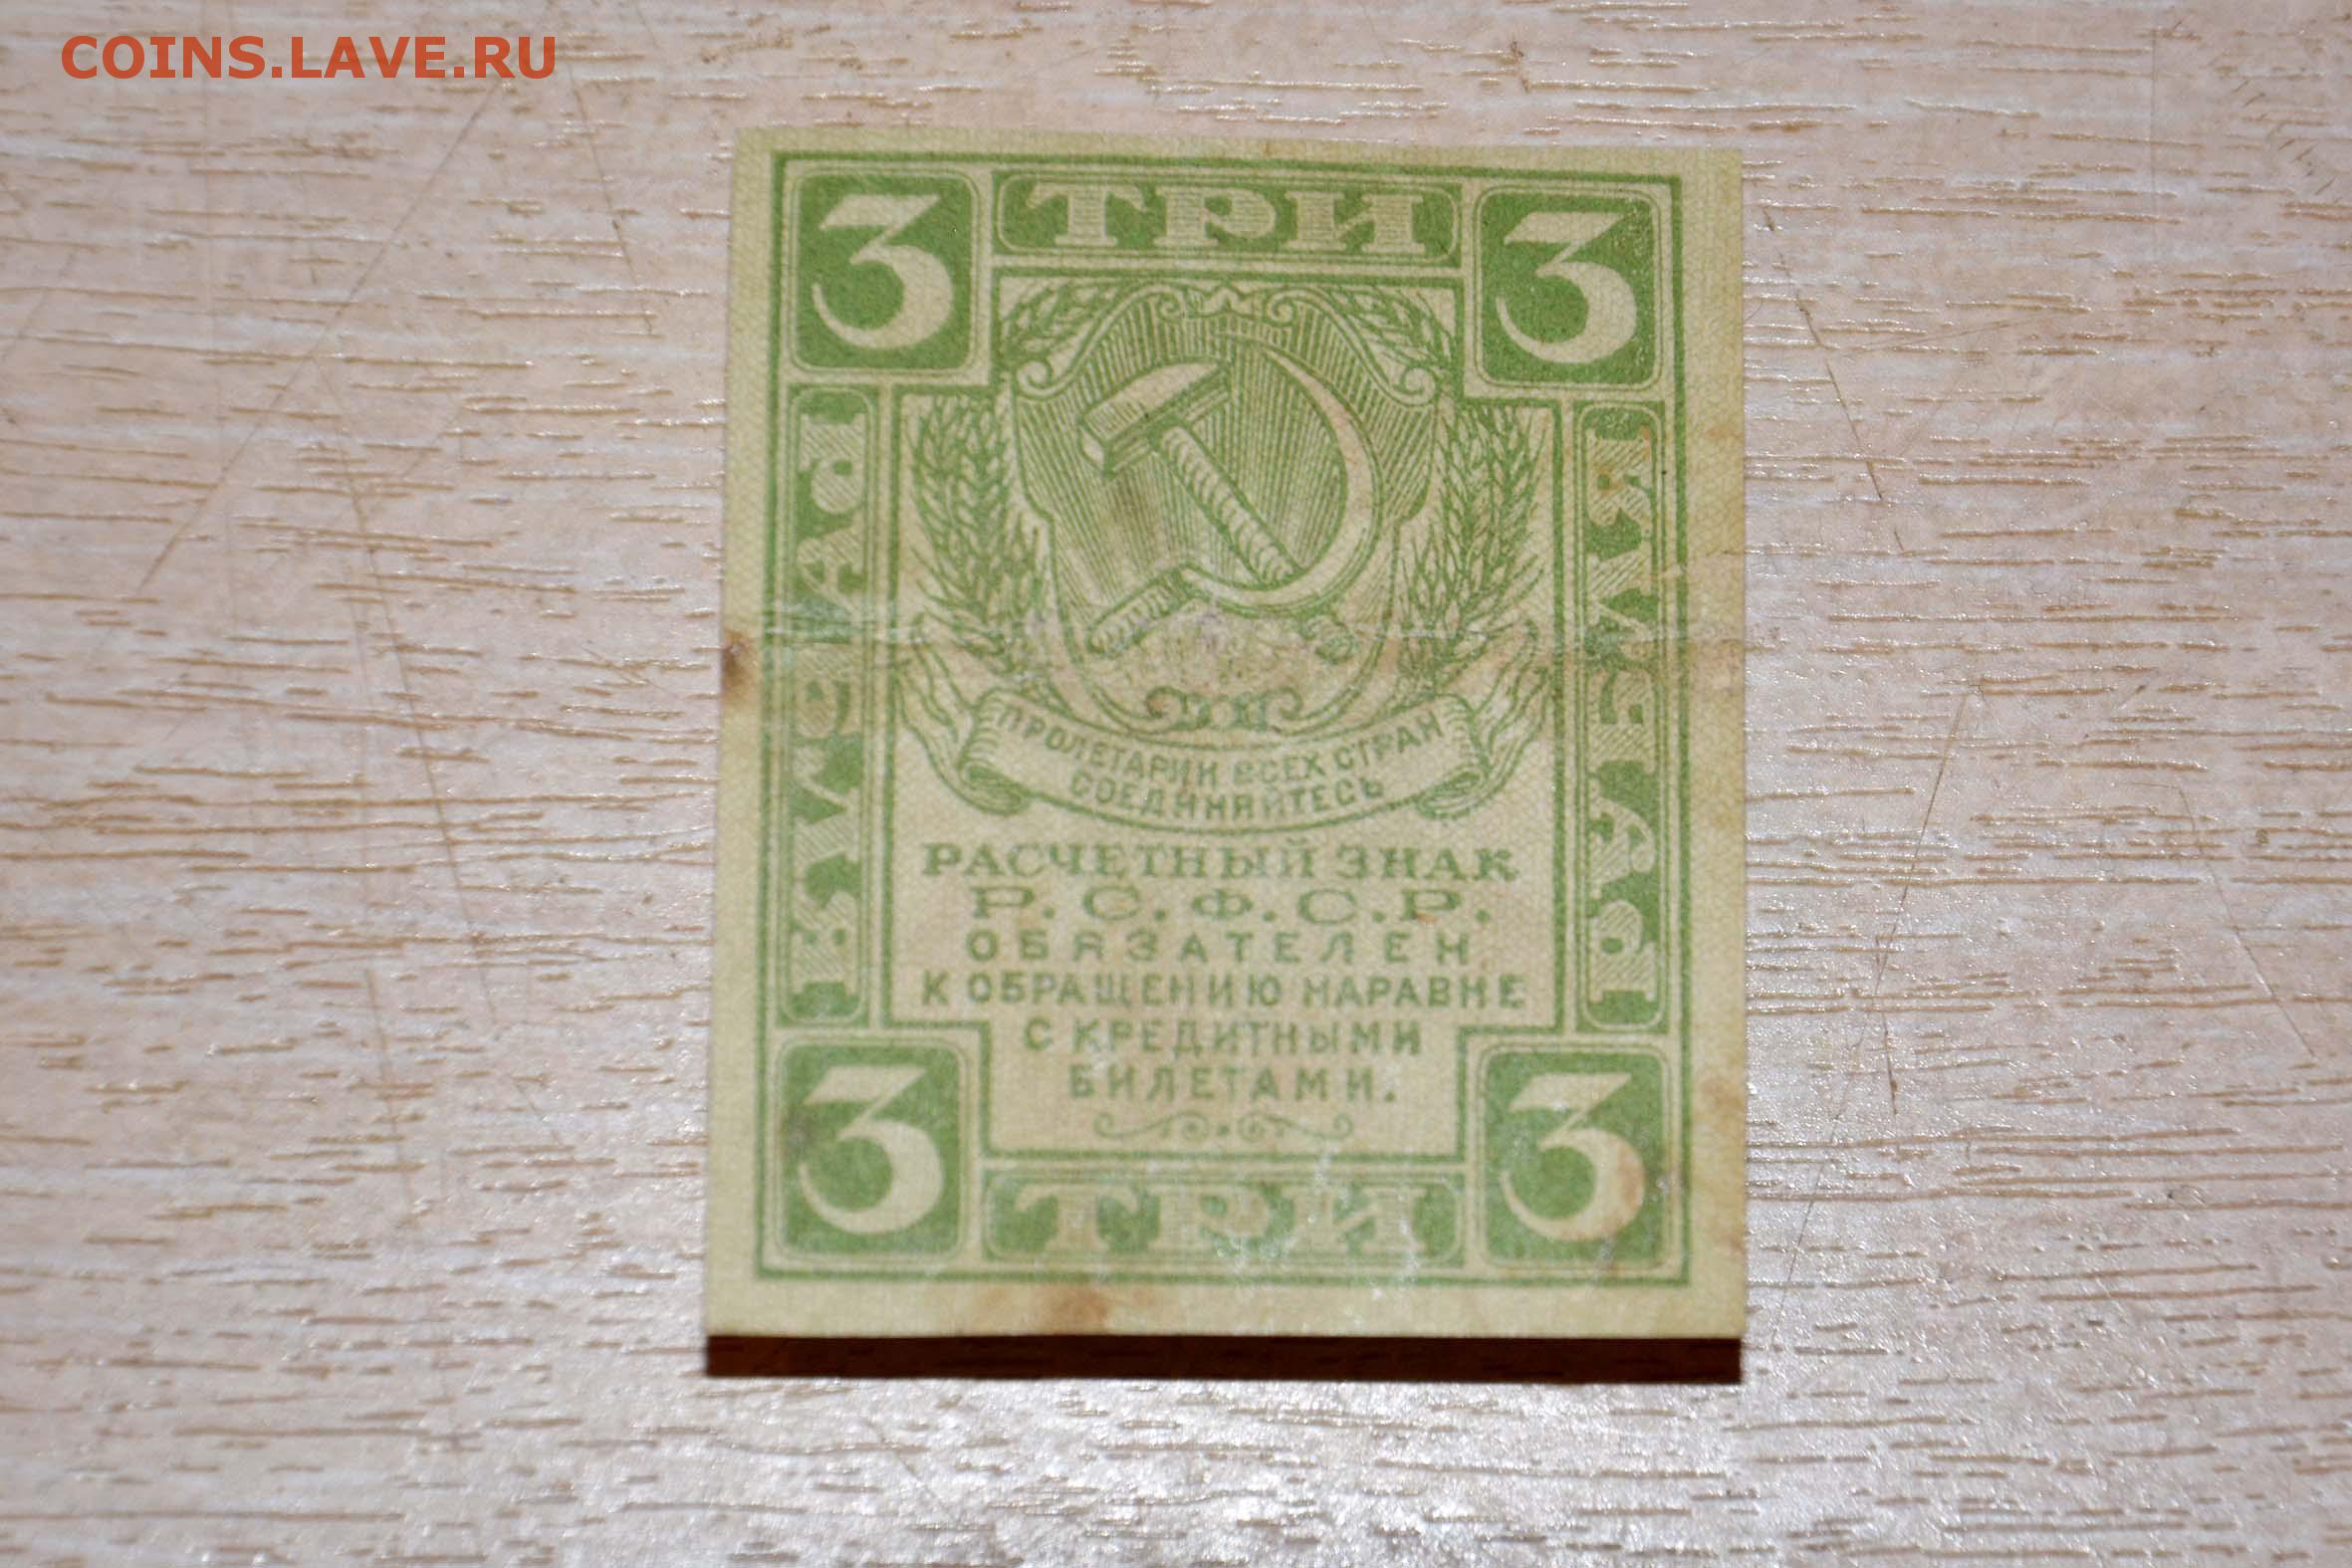 COINS.LAVE.RU
3 ТРИ 3
РУБЛЯ
РУБЛЯ
ПРОЛЕТАРИИ ВСЕХ СТРАН
СОЕДИНЯЙТЕСЬ
РАСЧЕТНЫЙ ЗНАК
Р.С.Ф.С.Р.
ОБЯЗАТЕЛЕН
К ОБРАЩЕНИЮ НАРАВНЕ
С КРЕДИТНЫМИ
БИЛЕТАМИ.
3 ТРИ 3